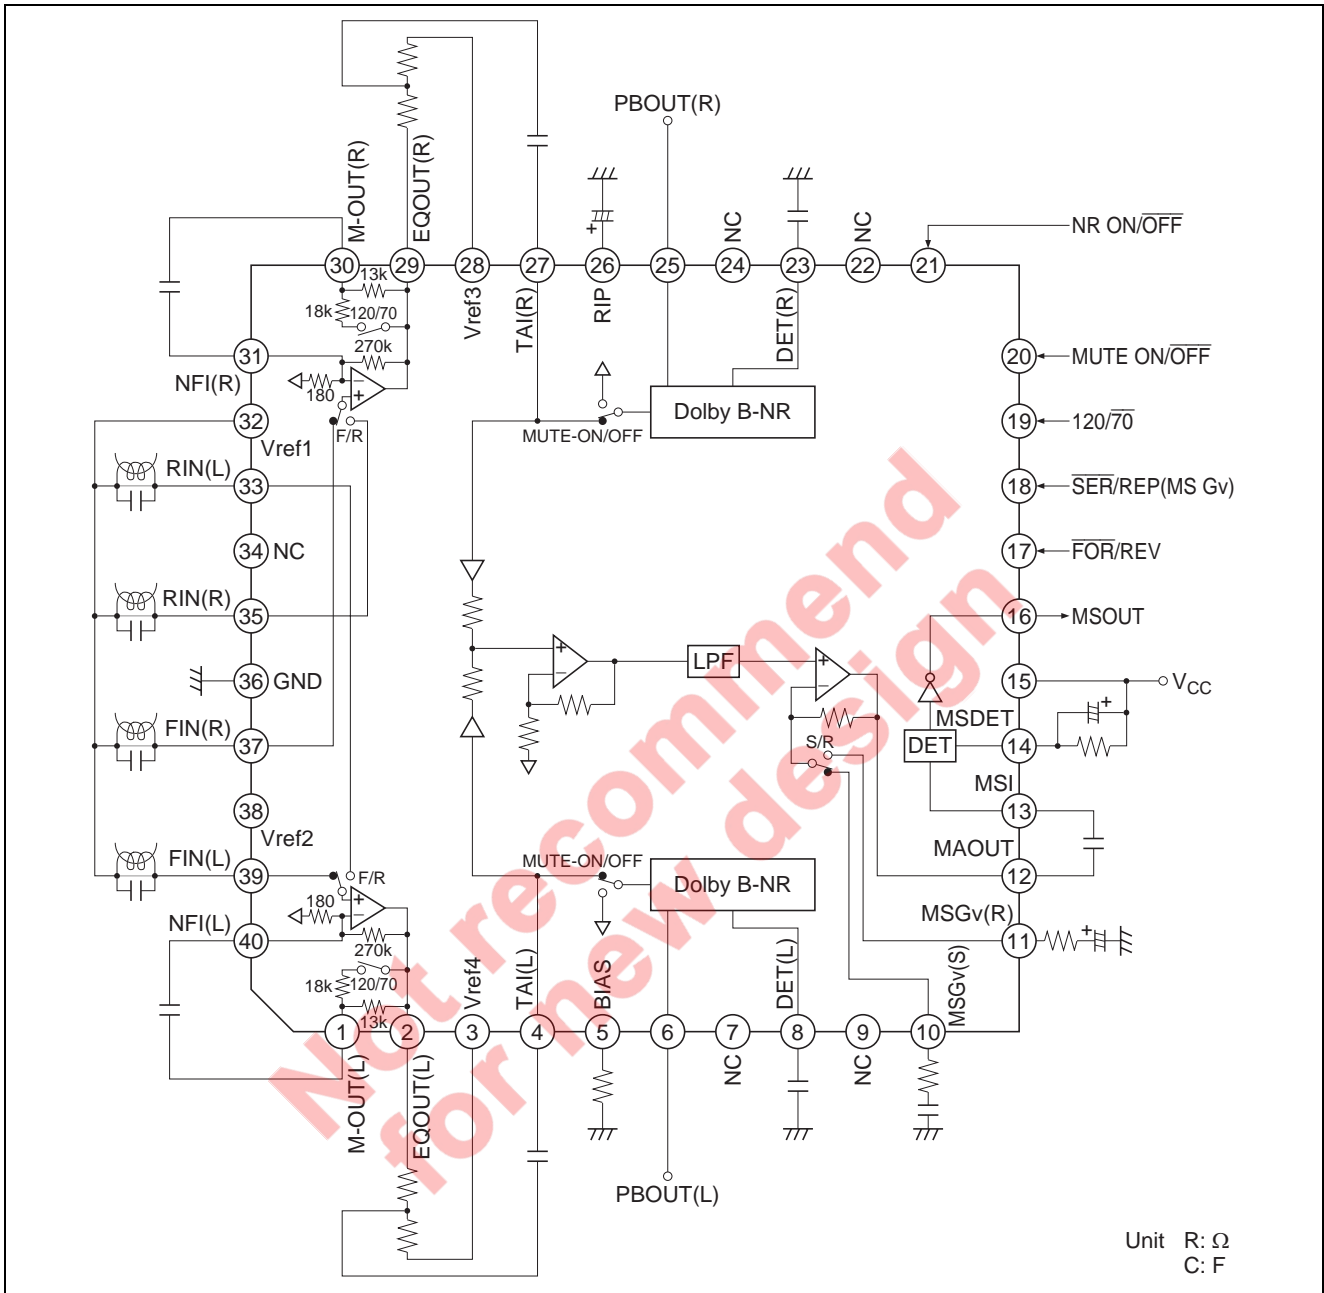 PBOUT(R)
M-OUT(R)
EQOUT(R)
NC
NC
NR ON/OFF
30
29
28
27
26
25
24
23
22
21
13k
18k
120/70
270k
Vref3
TAI(R)
RIP
DET(R)
31
NFI(R)
180
F/R
20
MUTE ON/OFF
Dolby B-NR
MUTE-ON/OFF
32
Vref1
19
120/70
RIN(L)
33
18
SER/REP(MS Gv)
34
NC
17
FOR/REV
RIN(R)
35
16
MSOUT
36
GND
LPF
15
VCC
MSDET
FIN(R)
37
S/R
DET
14
MSI
38
Vref2
13
MAOUT
FIN(L)
39
F/R
MUTE-ON/OFF
Dolby B-NR
12
180
NFI(L)
40
MSGv(R)
11
270k
18k
120/70
13k
Vref4
TAI(L)
BIAS
DET(L)
MSGv(S)
1
2
3
4
5
6
7
8
9
10
M-OUT(L)
EQOUT(L)
NC
NC
PBOUT(L)
Not recommend
for new design
Unit R: Ω
C: F